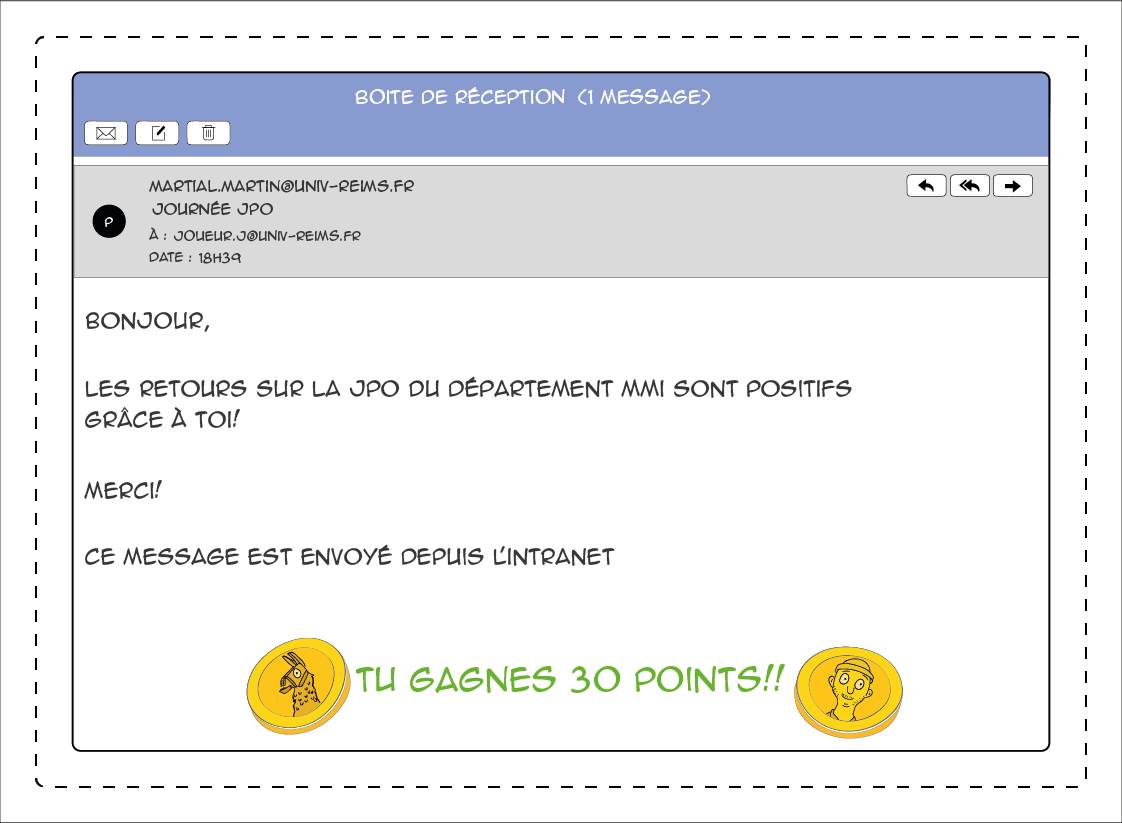 BOITE DE RÉCEPTION (1 MESSAGE)
MARTIAL.MARTIN@UNIV-REIMS.FR
JOURNÉE JPO
P
À : JOUEUR.J@UNIV-REIMS.FR
DATE : 18H39
BONJOUR,
LES RETOURS SUR LA JPO DU DÉPARTEMENT MMI SONT POSITIFS
GRÂCE À TOI!
MERCI!
CE MESSAGE EST ENVOYÉ DEPUIS L'INTRANET
TU GAGNES 30 POINTS!!